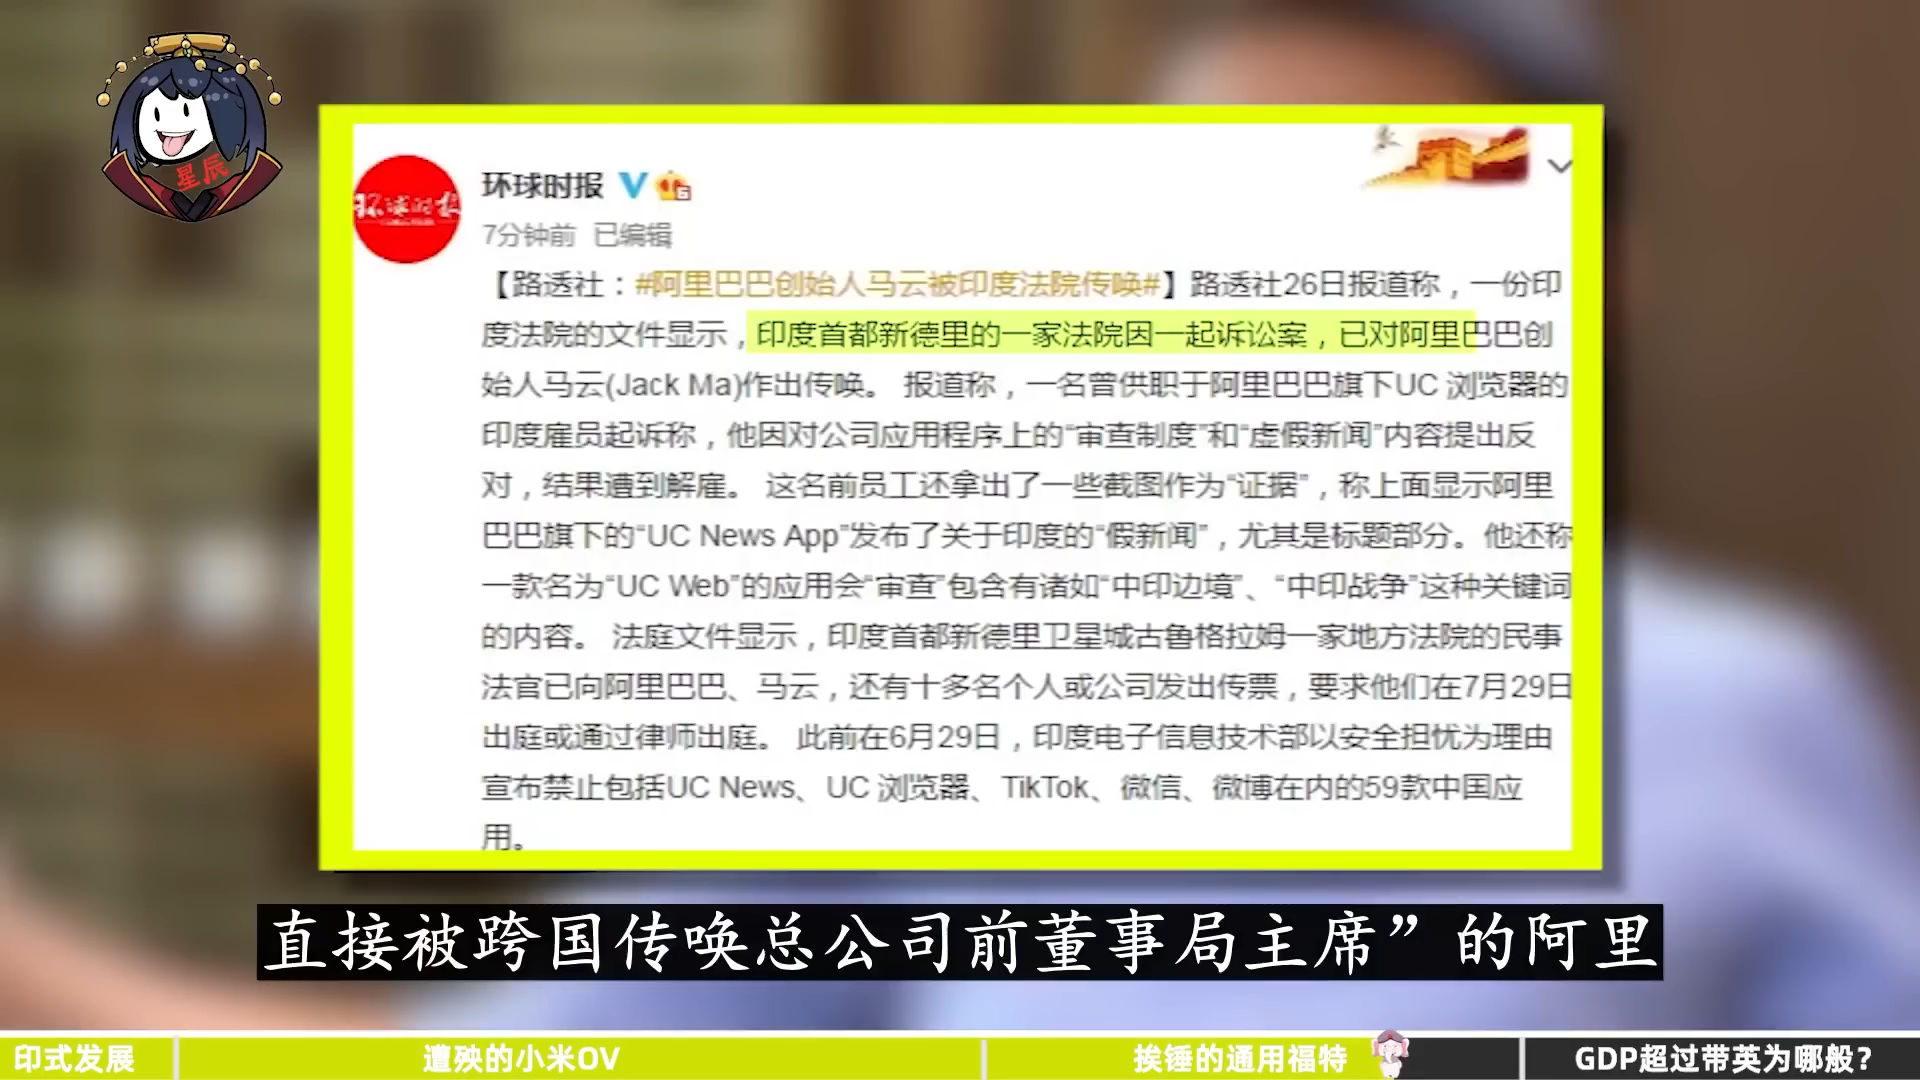 星辰
环球时报
环球时报
7分钟前 已编辑
【路透社：#阿里巴巴创始人马云被印度法院传唤#】路透社26日报道称，一份印
度法院的文件显示，印度首都新德里的一家法院因一起诉讼案，已对阿里巴巴创
始人马云(Jack Ma)作出传唤。 报道称，一名曾供职于阿里巴巴旗下UC 浏览器的
印度雇员起诉称，他因对公司应用程序上的“审查制度”和“虚假新闻”内容提出反
对，结果遭到解雇。 这名前员工还拿出了一些截图作为“证据”，称上面显示阿里
巴巴旗下的“UC News App”发布了关于印度的“假新闻”，尤其是标题部分。他还称
一款名为“UC Web”的应用会“审查”包含有诸如“中印边境”、“中印战争”这种关键词
的内容。 法庭文件显示，印度首都新德里卫星城古鲁格拉姆一家地方法院的民事
法官已向阿里巴巴、马云，还有十多名个人或公司发出传票，要求他们在7月29日
出庭或通过律师出庭。 此前在6月29日，印度电子信息技术部以安全担忧为理由
宣布禁止包括UC News、UC 浏览器、TikTok、微信、微博在内的59款中国应
用。
直接被跨国传唤总公司前董事局主席”的阿里
印式发展 遭殃的小米OV 挨锤的通用福特 GDP超过带英为哪般？